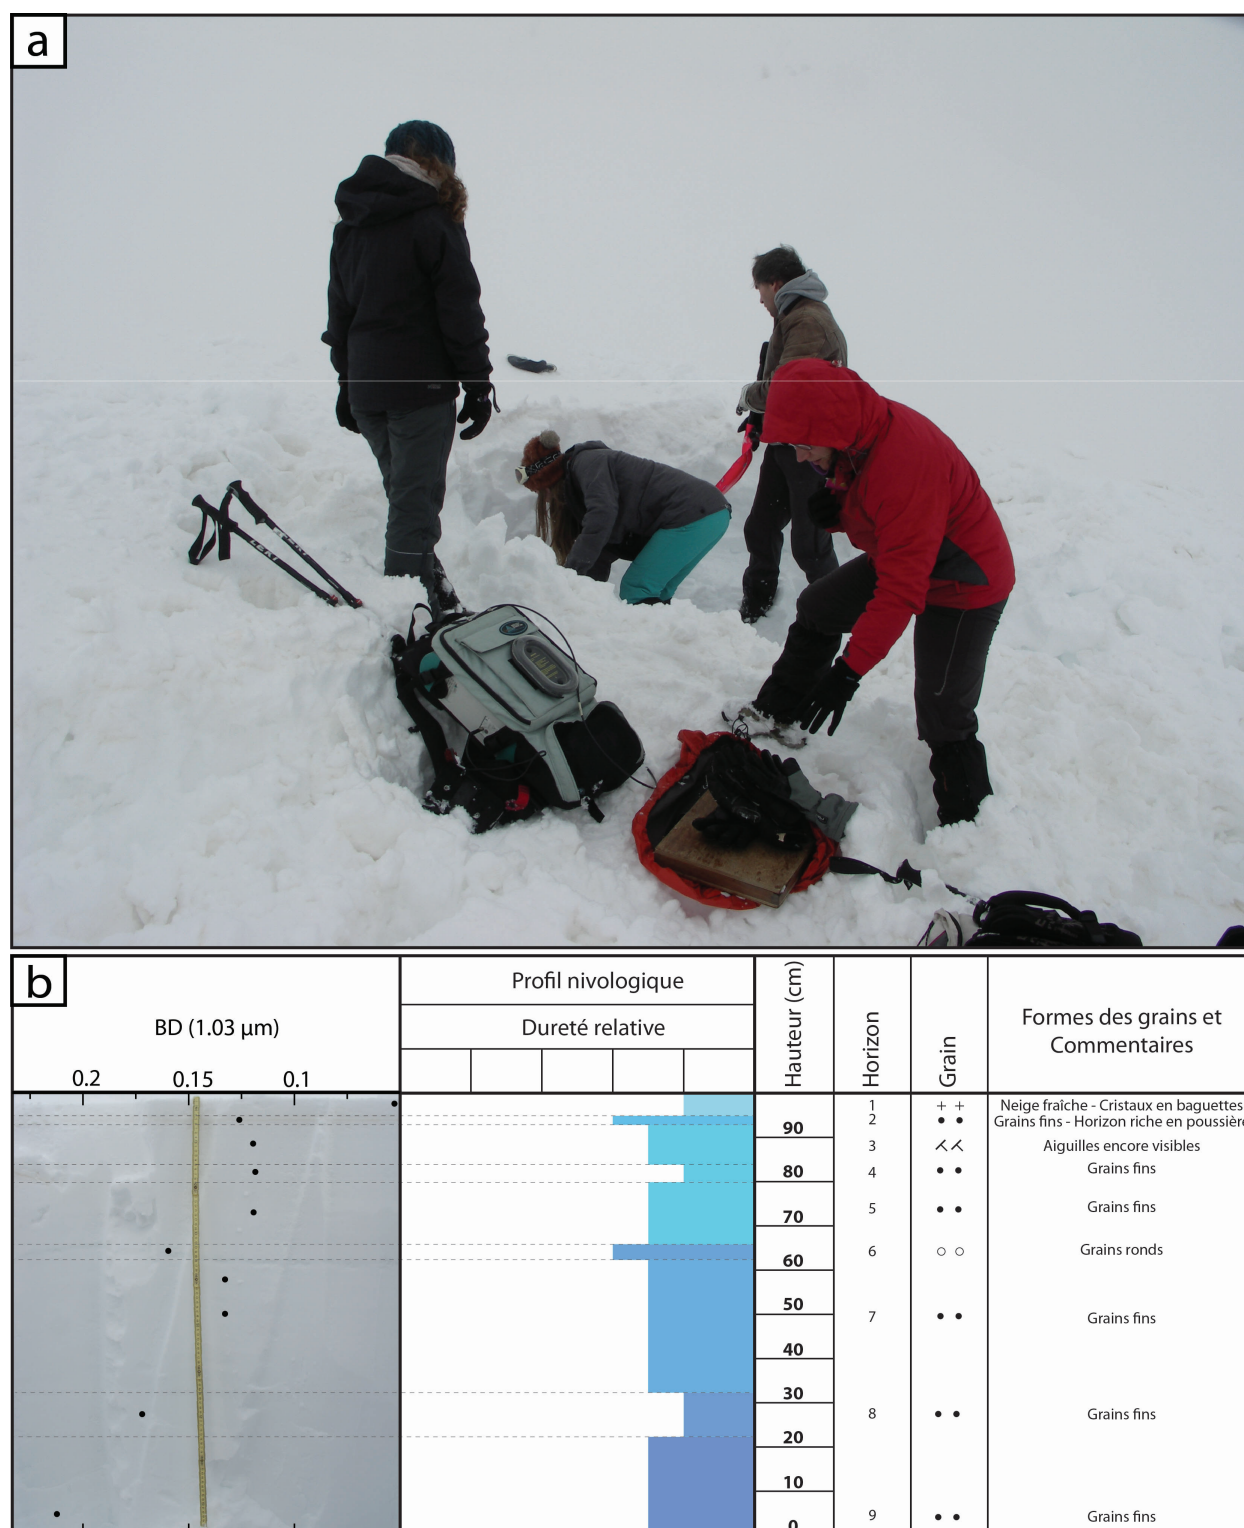 a
LEKI
b
BD (1.03 µm)
0.2 0.15 0.1
Profil nivologique
Dureté relative
Hauteur (cm)
Horizon
Grain
Formes des grains et
Commentaires
1 Neige fraîche - Cristaux en baguettes
2 Grains fins - Horizon riche en poussière
90
3 Aiguilles encore visibles
80
4 Grains fins
70
5 Grains fins
60
6 Grains ronds
50
7 Grains fins
40
30
8 Grains fins
20
10
9 Grains fins
0